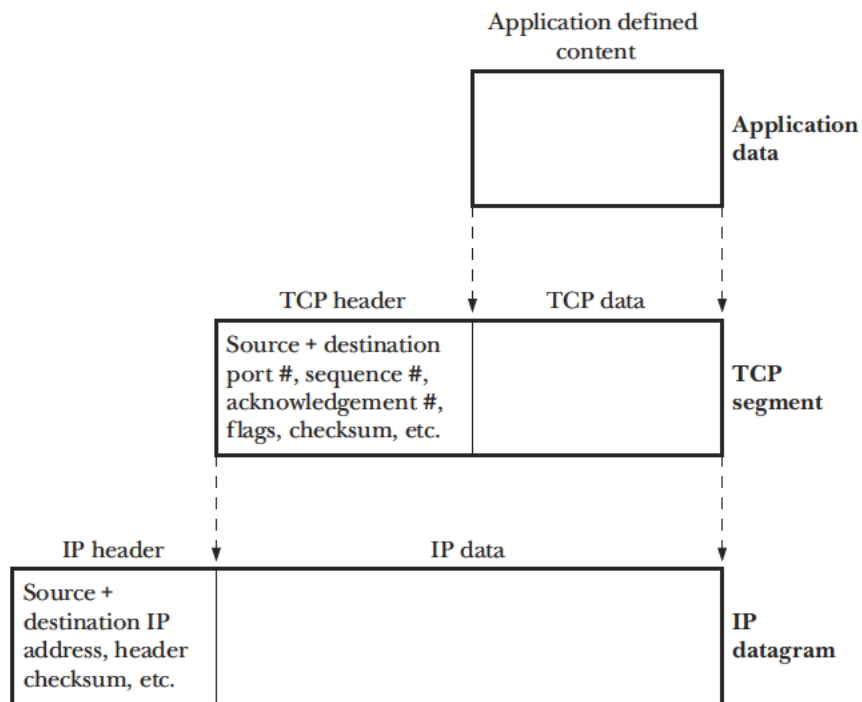 Application defined
content
Application
data
TCP header
TCP data
Source + destination
port #, sequence #,
acknowledgement #,
flags, checksum, etc.
TCP
segment
IP header
IP data
Source +
destination IP
address, header
checksum, etc.
IP
datagram